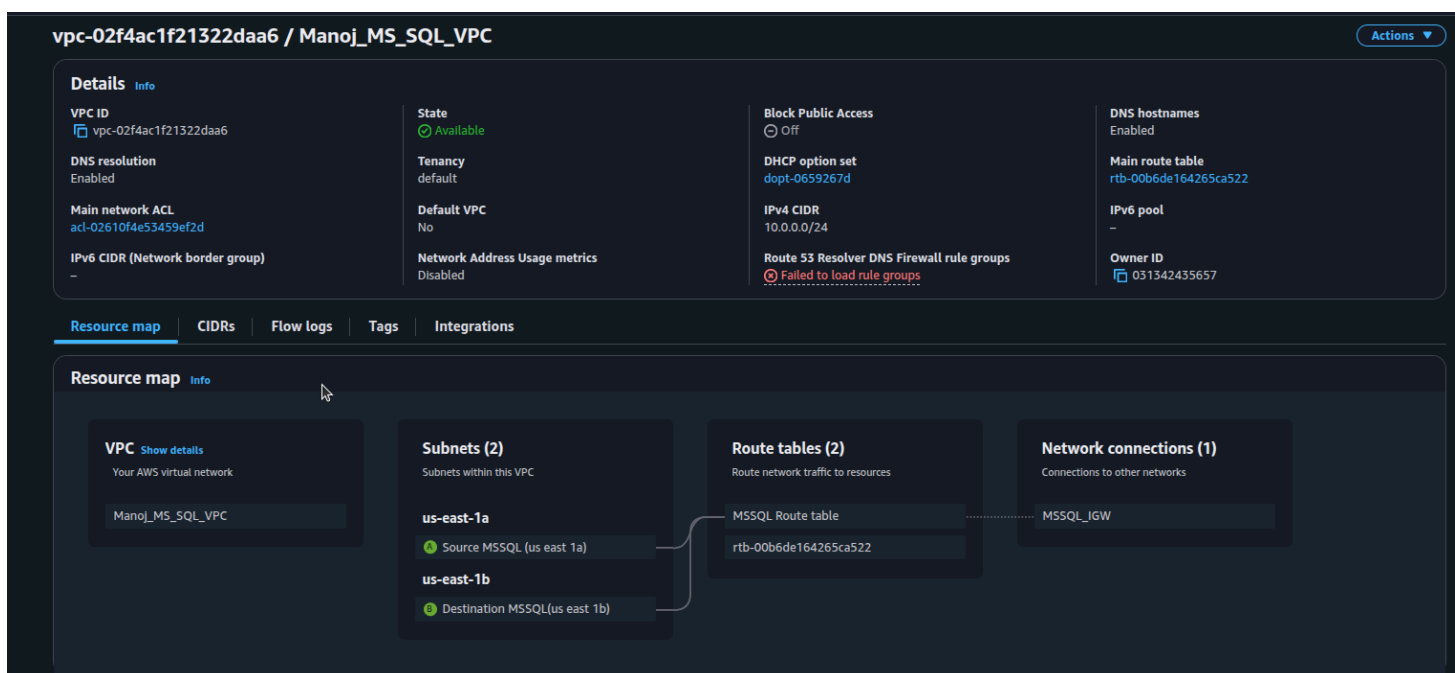 vpc-02f4ac1f21322daa6 / Manoj_MS_SQL_VPC
Actions
Details Info
VPC ID
vpc-02f4ac1f21322daa6
State
Available
Block Public Access
Off
DNS hostnames
Enabled
DNS resolution
Enabled
Tenancy
default
DHCP option set
dopt-0659267d
Main route table
rtb-00b6de164265ca522
Main network ACL
acl-02610f4e53459ef2d
Default VPC
No
IPv4 CIDR
10.0.0.0/24
IPv6 pool
–
IPv6 CIDR (Network border group)
–
Network Address Usage metrics
Disabled
Route 53 Resolver DNS Firewall rule groups
Failed to load rule groups
Owner ID
031342435657
Resource map
CIDRs
Flow logs
Tags
Integrations
Resource map Info
VPC Show details
Your AWS virtual network
Manoj_MS_SQL_VPC
Subnets (2)
Subnets within this VPC
us-east-1a
A Source MSSQL (us east 1a)
us-east-1b
B Destination MSSQL(us east 1b)
Route tables (2)
Route network traffic to resources
MSSQL Route table
rtb-00b6de164265ca522
Network connections (1)
Connections to other networks
MSSQL_IGW